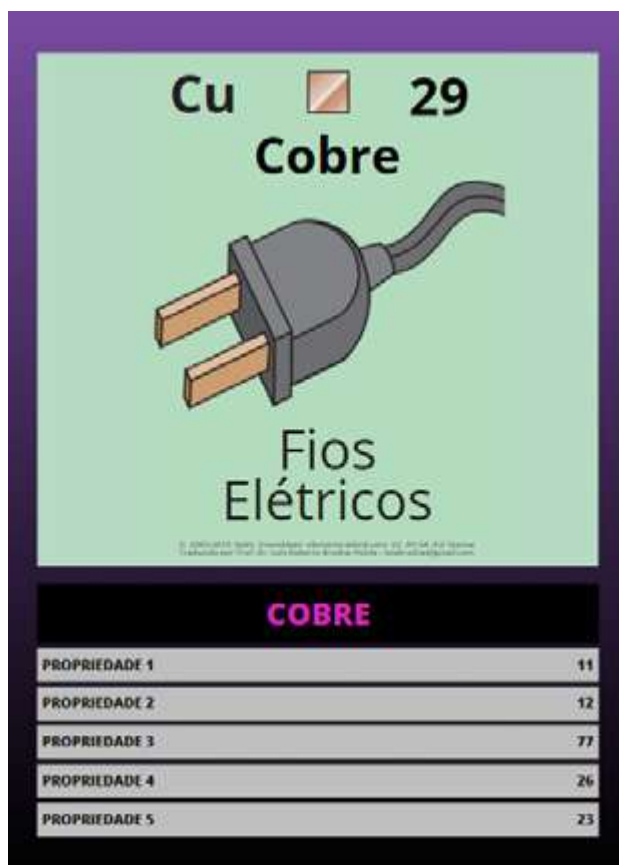 Cu 29
Cobre
Fios
Elétricos
COBRE
PROPRIEDADE 1 11
PROPRIEDADE 2 12
PROPRIEDADE 3 77
PROPRIEDADE 4 26
PROPRIEDADE 5 23